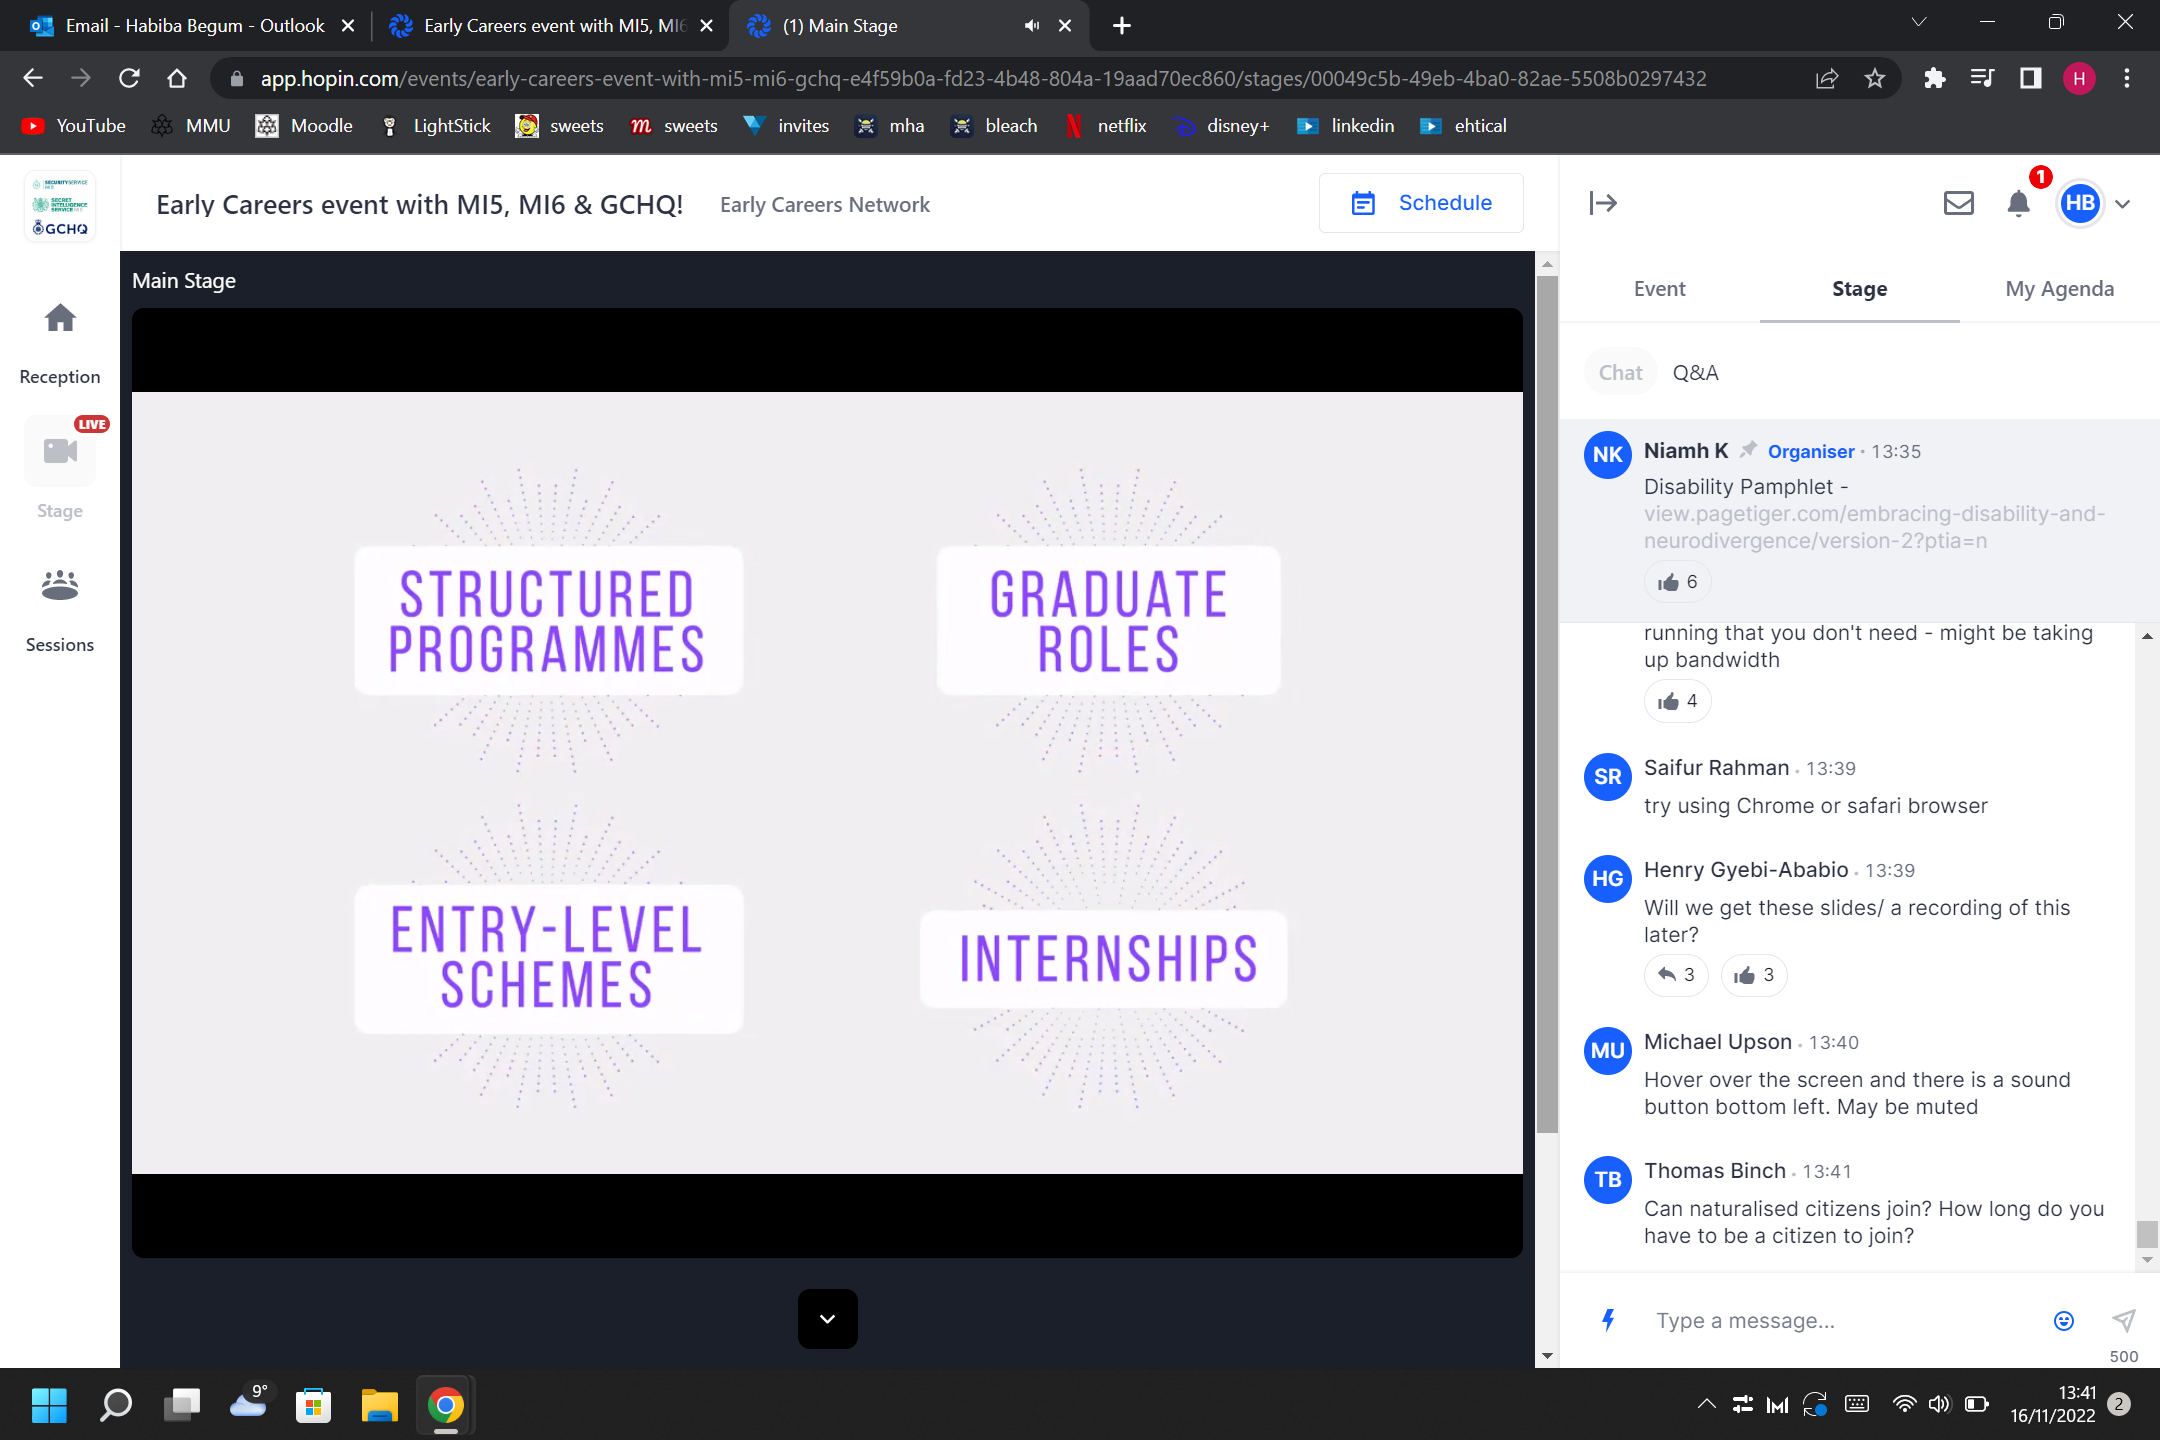 Email - Habiba Begum - Outlook
Early Careers event with MI5, MI6
(1) Main Stage
app.hopin.com/events/early-careers-event-with-mi5-mi6-gchq-e4f59b0a-fd23-4b48-804a-19aad70ec860/stages/00049c5b-49eb-4ba0-82ae-5508b0297432
H
YouTube MMU Moodle LightStick sweets sweets invites mha bleach netflix disney+ linkedin ehtical
SECURITY SERVICE
MI5
SECRET
INTELLIGENCE
SERVICE MI6
GCHQ
Early Careers event with MI5, MI6 & GCHQ! Early Careers Network
Schedule
1
HB
Reception
LIVE
Stage
Sessions
Main Stage
STRUCTURED
PROGRAMMES
GRADUATE
ROLES
ENTRY-LEVEL
SCHEMES
INTERNSHIPS
Event Stage My Agenda
Chat Q&A
NK
Niamh K Organiser • 13:35
Disability Pamphlet -
view.pagetiger.com/embracing-disability-and-
neurodivergence/version-2?ptia=n
6
running that you don't need - might be taking
up bandwidth
4
SR
Saifur Rahman • 13:39
try using Chrome or safari browser
HG
Henry Gyebi-Ababio • 13:39
Will we get these slides/ a recording of this
later?
3 3
MU
Michael Upson • 13:40
Hover over the screen and there is a sound
button bottom left. May be muted
TB
Thomas Binch • 13:41
Can naturalised citizens join? How long do you
have to be a citizen to join?
Type a message...
500
9°
13:41
16/11/2022
2